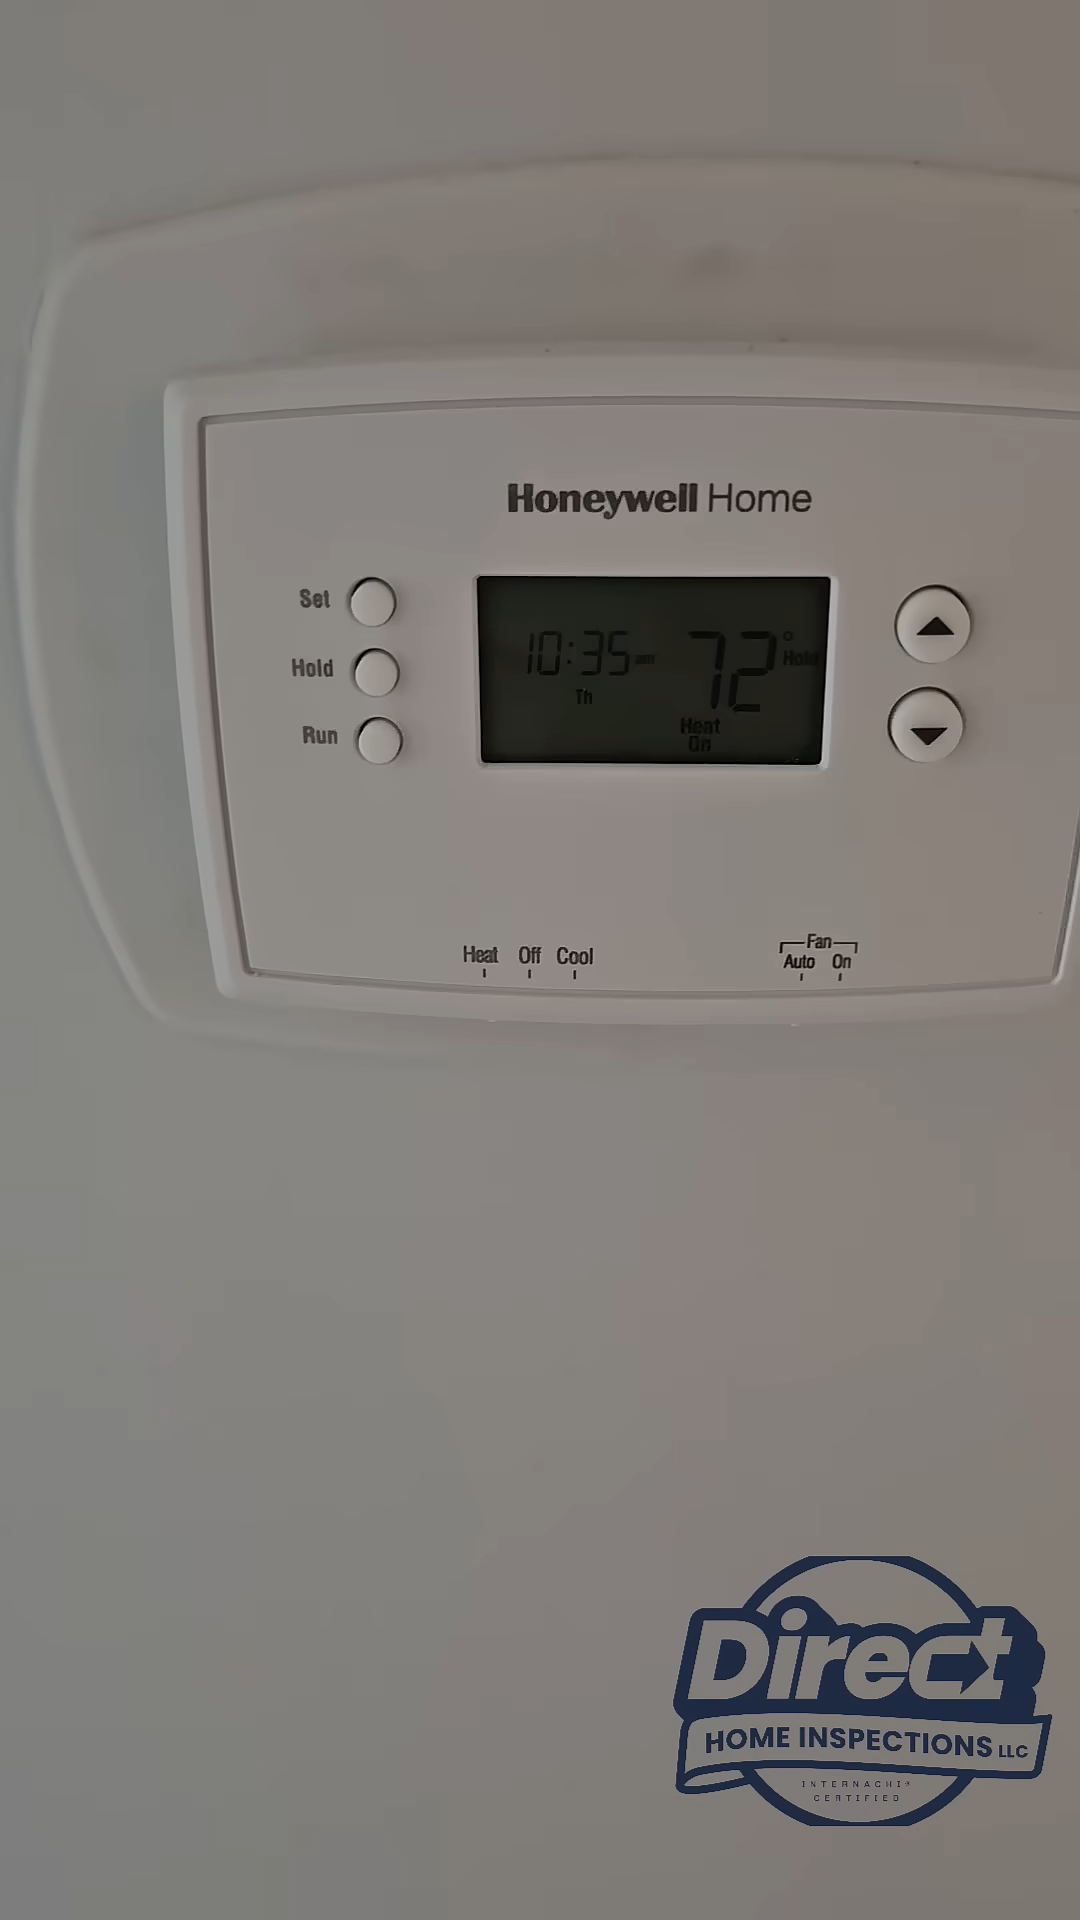 Honeywell Home
Set
Hold
Run
10:35 am
72° Hold
Th
Heat
On
Heat Off Cool
Fan
Auto On
Direct
HOME INSPECTIONS LLC
INTERNACHI®
CERTIFIED